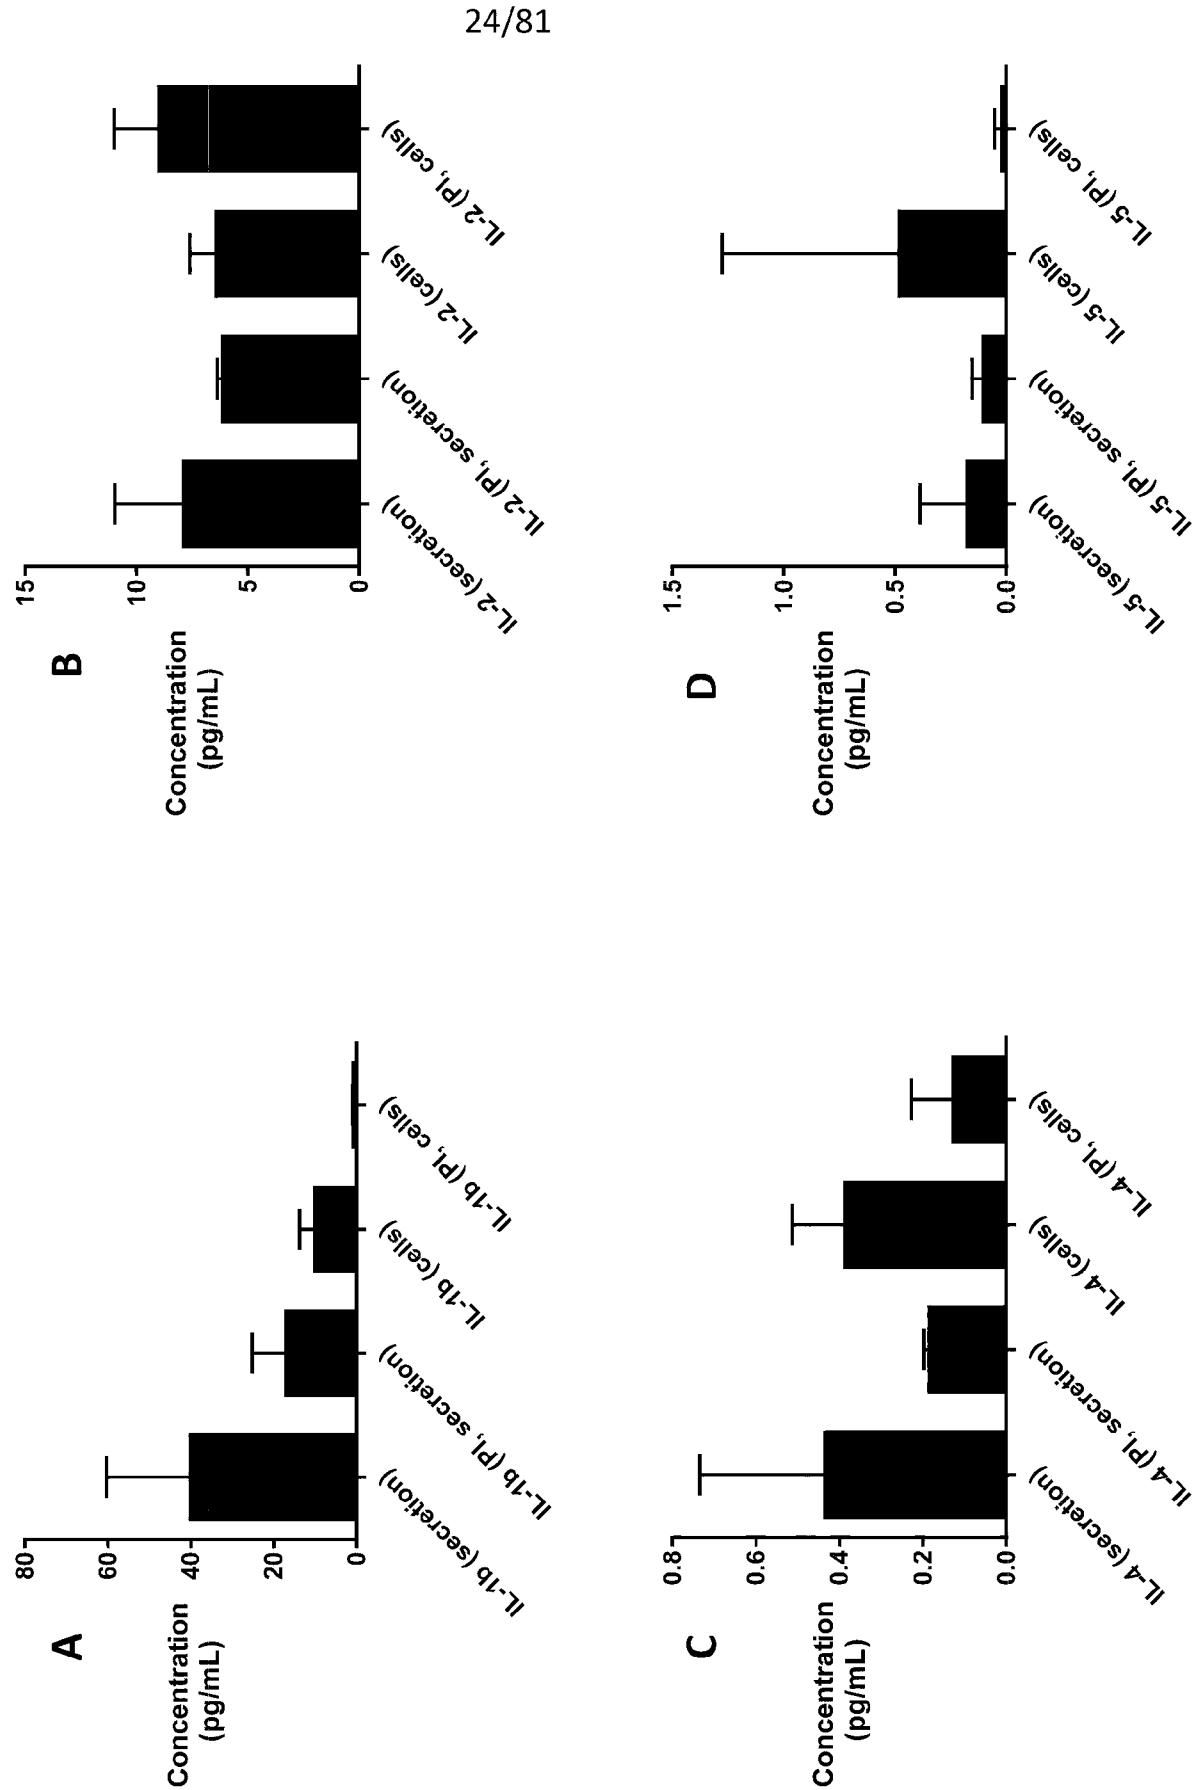 24/81
A
Concentration
(pg/mL)
80
60
40
20
0
IL-1b (secretion)
IL-1b (PI, secretion)
IL-1b (cells)
IL-1b (PI, cells)
B
Concentration
(pg/mL)
15
10
5
0
IL-2 (secretion)
IL-2 (PI, secretion)
IL-2 (cells)
IL-2 (PI, cells)
C
Concentration
(pg/mL)
0.8
0.6
0.4
0.2
0.0
IL-4 (secretion)
IL-4 (PI, secretion)
IL-4 (cells)
IL-4 (PI, cells)
D
Concentration
(pg/mL)
1.5
1.0
0.5
0.0
IL-5 (secretion)
IL-5 (PI, secretion)
IL-5 (cells)
IL-5 (PI, cells)